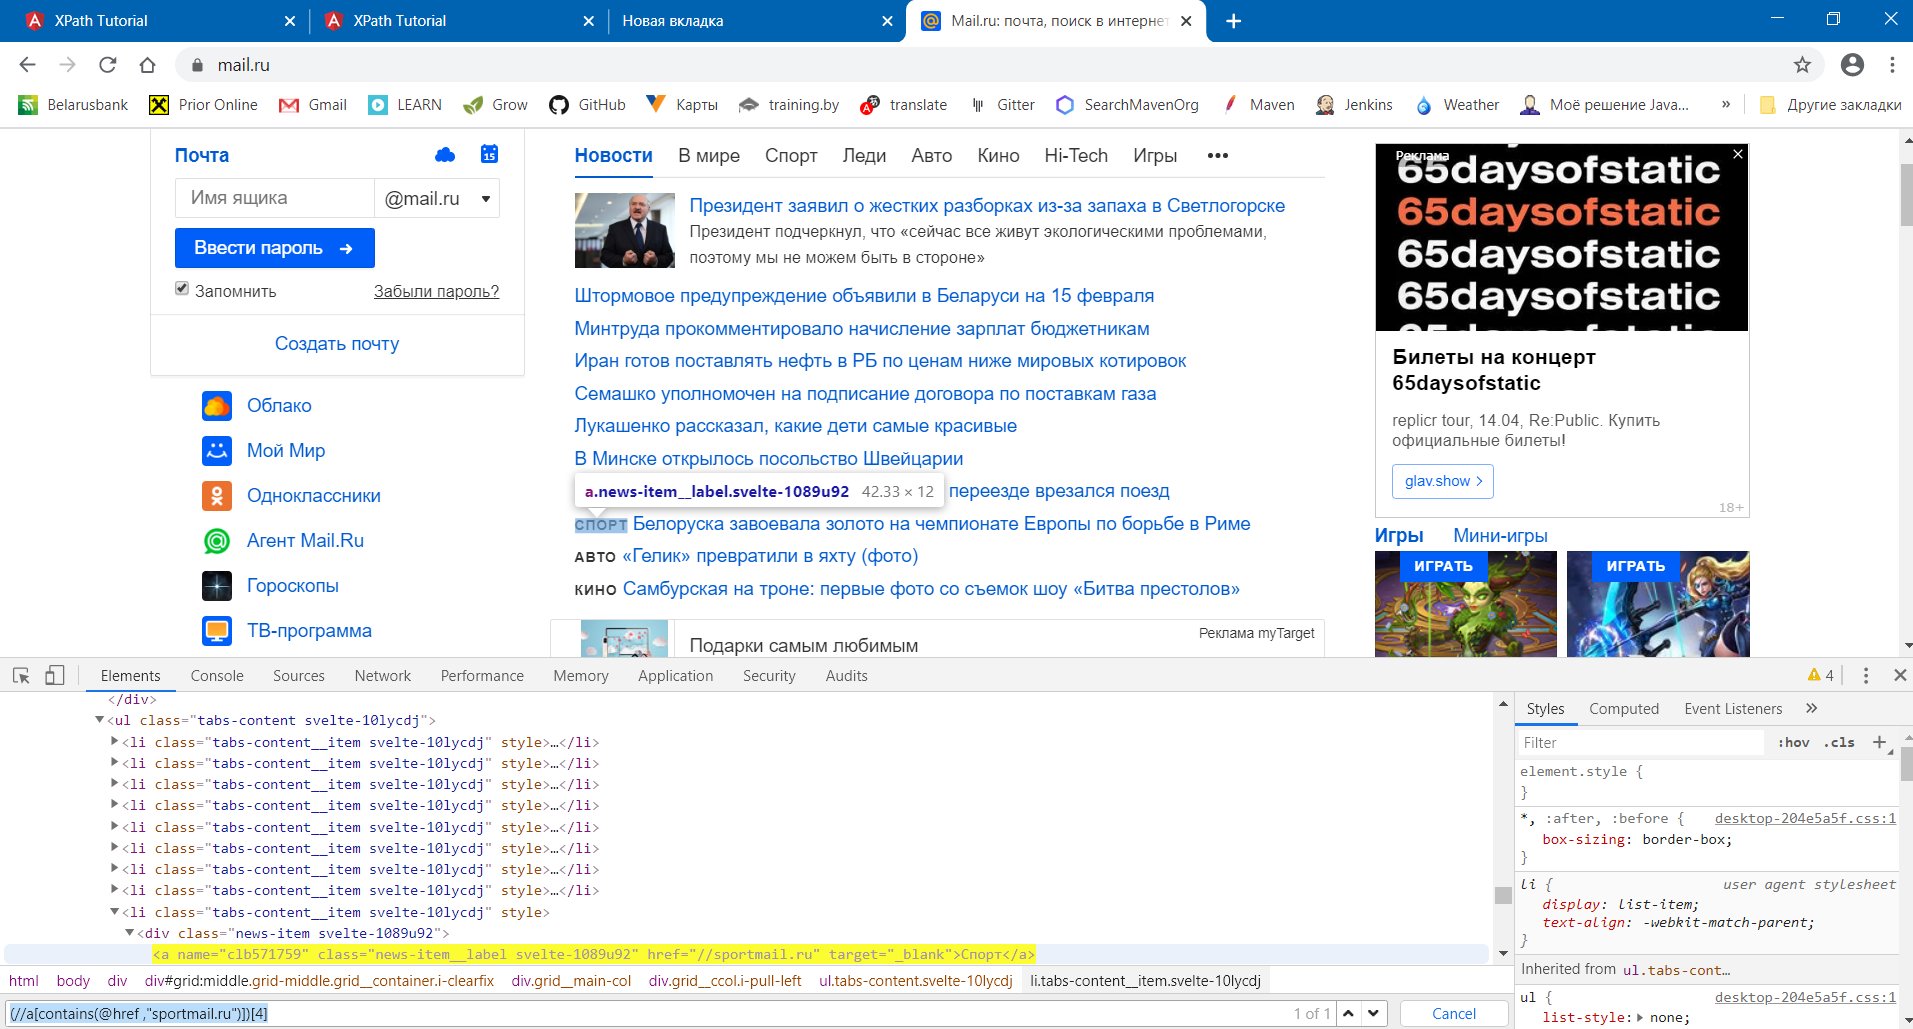 XPath Tutorial
XPath Tutorial
Новая вкладка
Mail.ru: почта, поиск в интернет
mail.ru
Belarusbank
Prior Online
Gmail
LEARN
Grow
GitHub
Карты
training.by
translate
Gitter
SearchMavenOrg
Maven
Jenkins
Weather
Моё решение Java...
»
Другие закладки
Почта
15
Имя ящика
@mail.ru
Ввести пароль →
Запомнить
Забыли пароль?
Создать почту
Облако
Мой Мир
Одноклассники
Агент Mail.Ru
Гороскопы
ТВ-программа
Новости В мире Спорт Леди Авто Кино Hi-Tech Игры •••
Президент заявил о жестких разборках из-за запаха в Светлогорске
Президент подчеркнул, что «сейчас все живут экологическими проблемами,
поэтому мы не можем быть в стороне»
Штормовое предупреждение объявили в Беларуси на 15 февраля
Минтруда прокомментировало начисление зарплат бюджетникам
Иран готов поставлять нефть в РБ по ценам ниже мировых котировок
Семашко уполномочен на подписание договора по поставкам газа
Лукашенко рассказал, какие дети самые красивые
В Минске открылось посольство Швейцарии
a.news-item__label.svelte-1089u92 42.33 × 12
переезде врезался поезд
СПОРТ Белоруска завоевала золото на чемпионате Европы по борьбе в Риме
АВТО «Гелик» превратили в яхту (фото)
КИНО Самбурская на троне: первые фото со съемок шоу «Битва престолов»
Подарки самым любимым
Реклама myTarget
Реклама
65daysofstatic
65daysofstatic
65daysofstatic
65daysofstatic
65daysofstatic
Билеты на концерт
65daysofstatic
replicr tour, 14.04, Re:Public. Купить
официальные билеты!
glav.show >
18+
Игры Мини-игры
ИГРАТЬ
ИГРАТЬ
Elements Console Sources Network Performance Memory Application Security Audits
4
</div>
▼<ul class="tabs-content svelte-10lycdj">
▶<li class="tabs-content__item svelte-10lycdj" style>…</li>
▶<li class="tabs-content__item svelte-10lycdj" style>…</li>
▶<li class="tabs-content__item svelte-10lycdj" style>…</li>
▶<li class="tabs-content__item svelte-10lycdj" style>…</li>
▶<li class="tabs-content__item svelte-10lycdj" style>…</li>
▶<li class="tabs-content__item svelte-10lycdj" style>…</li>
▶<li class="tabs-content__item svelte-10lycdj" style>…</li>
▶<li class="tabs-content__item svelte-10lycdj" style>…</li>
▼<li class="tabs-content__item svelte-10lycdj" style>
▼<div class="news-item svelte-1089u92">
<a name="clb571759" class="news-item__label svelte-1089u92" href="//sportmail.ru" target="_blank">Спорт</a>
html body div div#grid:middle.grid-middle.grid__container.i-clearfix div.grid__main-col div.grid__ccol.i-pull-left ul.tabs-content.svelte-10lycdj li.tabs-content__item.svelte-10lycdj
(//a[contains(@href ,"sportmail.ru")])[4]
1 of 1
Cancel
Styles Computed Event Listeners »
Filter
:hov .cls +
element.style {
}
*, :after, :before {
desktop-204e5a5f.css:1
box-sizing: border-box;
}
li {
user agent stylesheet
display: list-item;
text-align: -webkit-match-parent;
}
Inherited from ul.tabs-cont…
ul {
desktop-204e5a5f.css:1
list-style:▶ none;